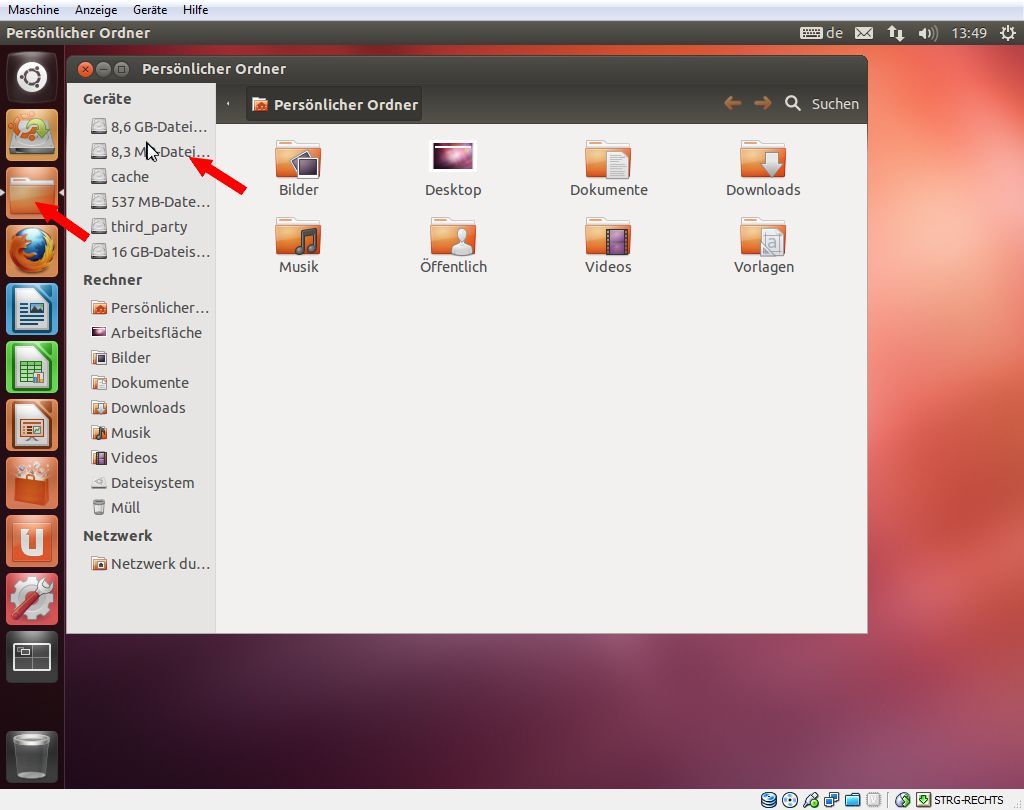 Maschine Anzeige Geräte Hilfe
Persönlicher Ordner de 13:49
Persönlicher Ordner
Geräte
Persönlicher Ordner Suchen
8,6 GB-Datei...
8,3 M -Datei...
cache
537 MB-Date...
third_party
16 GB-Dateis...
Rechner
Persönlicher...
Arbeitsfläche
Bilder
Dokumente
Downloads
Musik
Videos
Dateisystem
Müll
Netzwerk
Netzwerk du...
Bilder Desktop Dokumente Downloads
Musik Öffentlich Videos Vorlagen
STRG-RECHTS